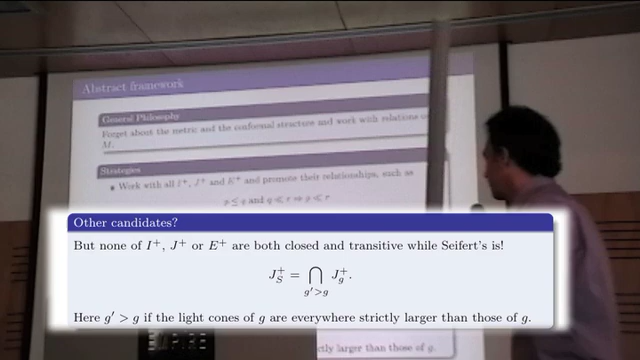 Abstract framework
General Philosophy
Forget about the metric and the conformal structure and work with relations on
M.
Strategies
• Work with all I⁺, J⁺ and E⁺ and promote their relationships, such as
p ≤ q and q ≪ r ⇒ p ≪ r
Other candidates?
But none of I⁺, J⁺ or E⁺ are both closed and transitive while Seifert's is!
J⁺_S = ⋂_{g′>g} J⁺_g.
Here g′ > g if the light cones of g are everywhere strictly larger than those of g.
ctly larger than those of g.